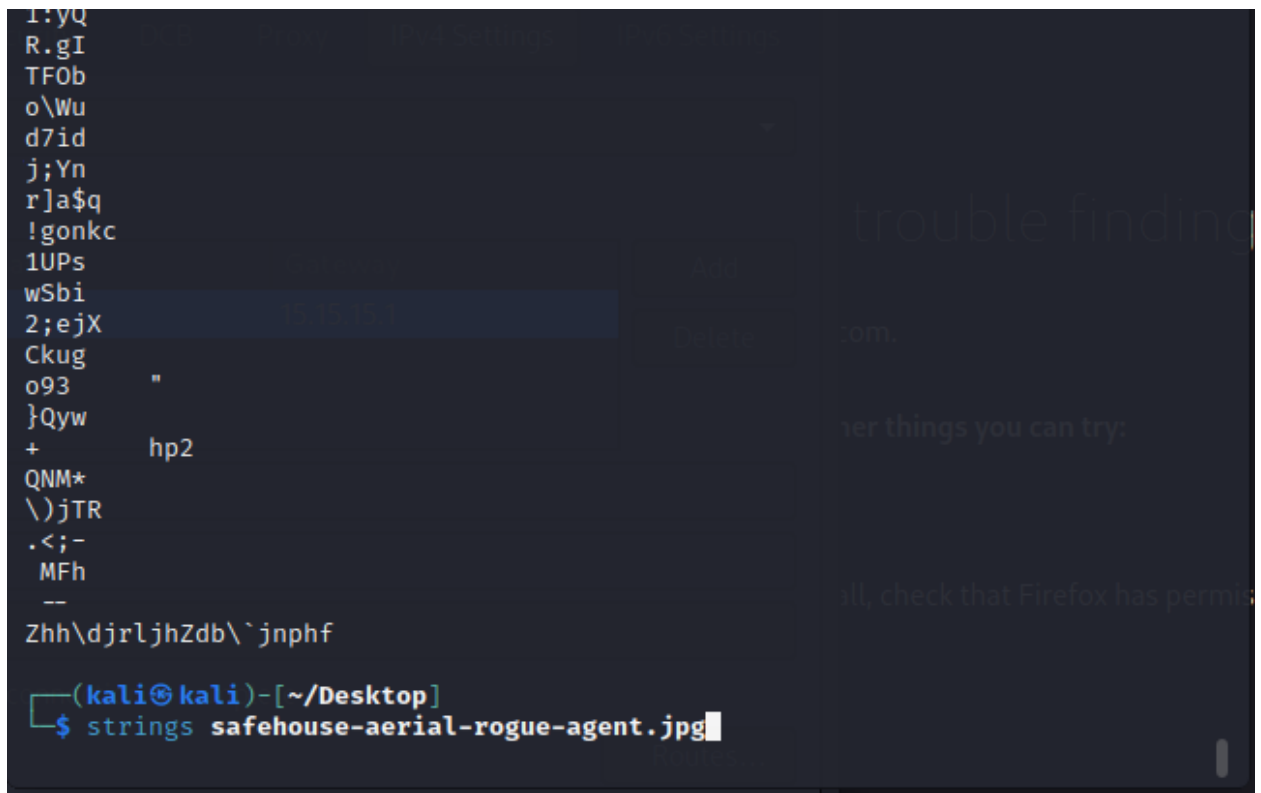 1:yQ
R.gI
TFOb
o\Wu
d7id
j;Yn
r]a$q
!gonkc
1UPs
wSbi
2;ejX
Ckug
o93     "
}Qyw
+       hp2
QNM*
\)jTR
.<;-
 MFh
 --
Zhh\djrljhZdb\`jnphf
┌──(kali㉿kali)-[~/Desktop]
└─$ strings safehouse-aerial-rogue-agent.jpg
IPv4 Settings
trouble finding
Add
15.15.15.1
Delete
com.
her things you can try:
all, check that Firefox has permis
Routes...